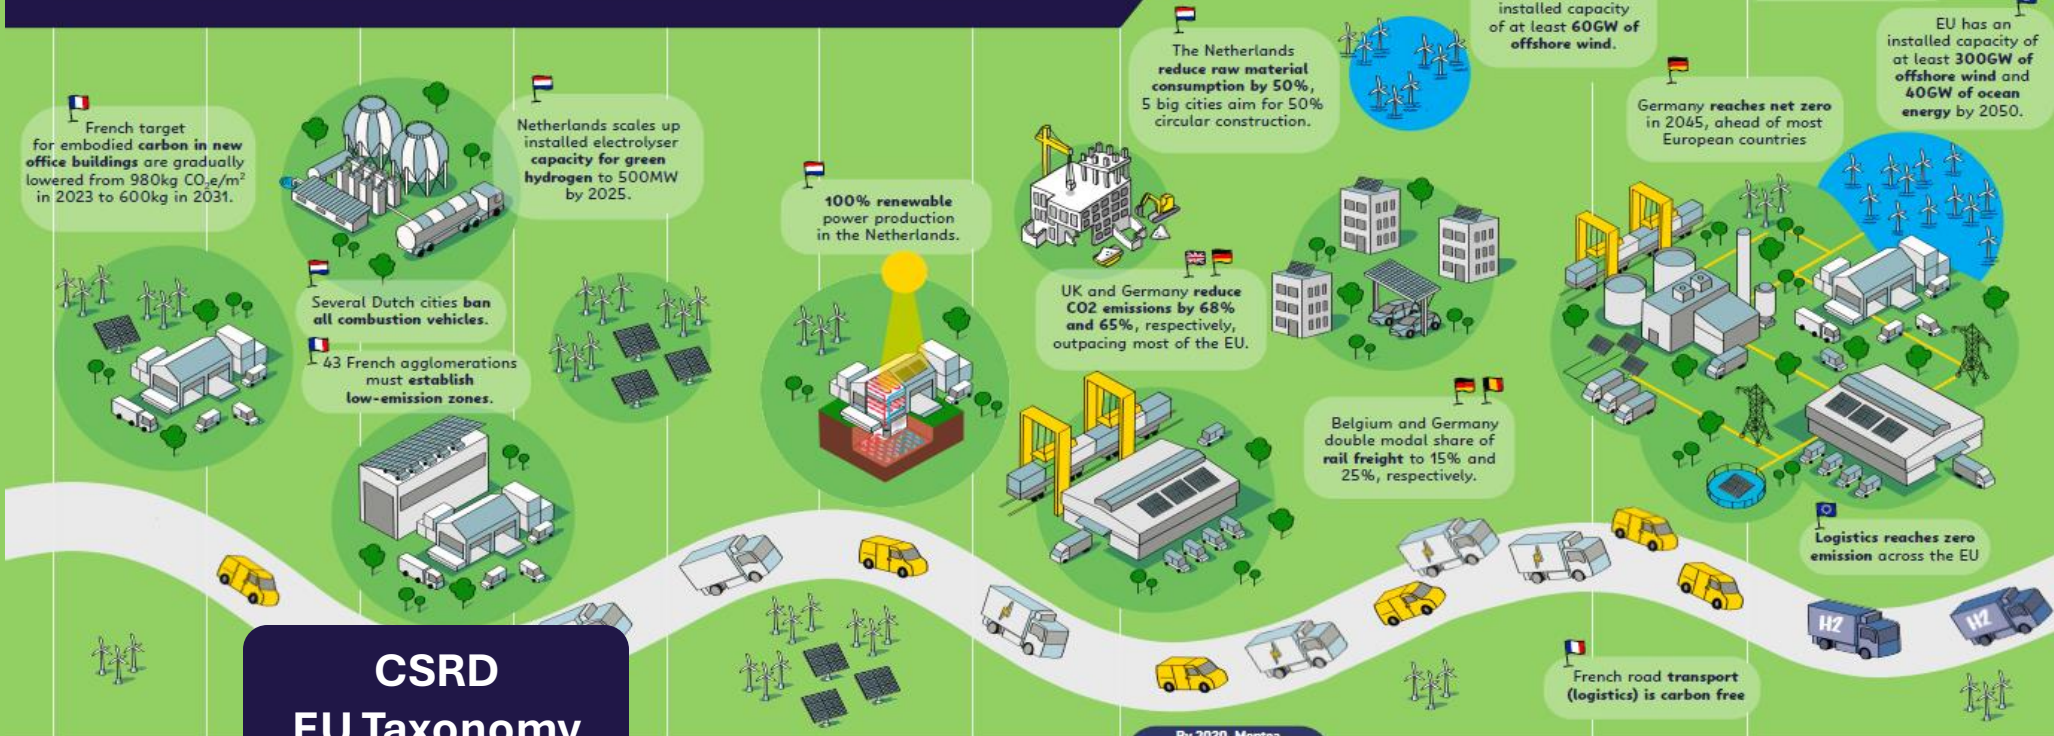 French target
for embodied carbon in new
office buildings are gradually
lowered from 980kg CO₂e/m²
in 2023 to 600kg in 2031.
Netherlands scales up
installed electrolyser
capacity for green
hydrogen to 500MW
by 2025.
Several Dutch cities ban
all combustion vehicles.
43 French agglomerations
must establish
low-emission zones.
100% renewable
power production
in the Netherlands.
The Netherlands
reduce raw material
consumption by 50%,
5 big cities aim for 50%
circular construction.
UK and Germany reduce
CO2 emissions by 68%
and 65%, respectively,
outpacing most of the EU.
installed capacity
of at least 60GW of
offshore wind.
Belgium and Germany
double modal share of
rail freight to 15% and
25%, respectively.
Germany reaches net zero
in 2045, ahead of most
European countries
EU has an
installed capacity of
at least 300GW of
offshore wind and
40GW of ocean
energy by 2050.
Logistics reaches zero
emission across the EU
H2
H2
French road transport
(logistics) is carbon free
CSRD
EU Taxonomy